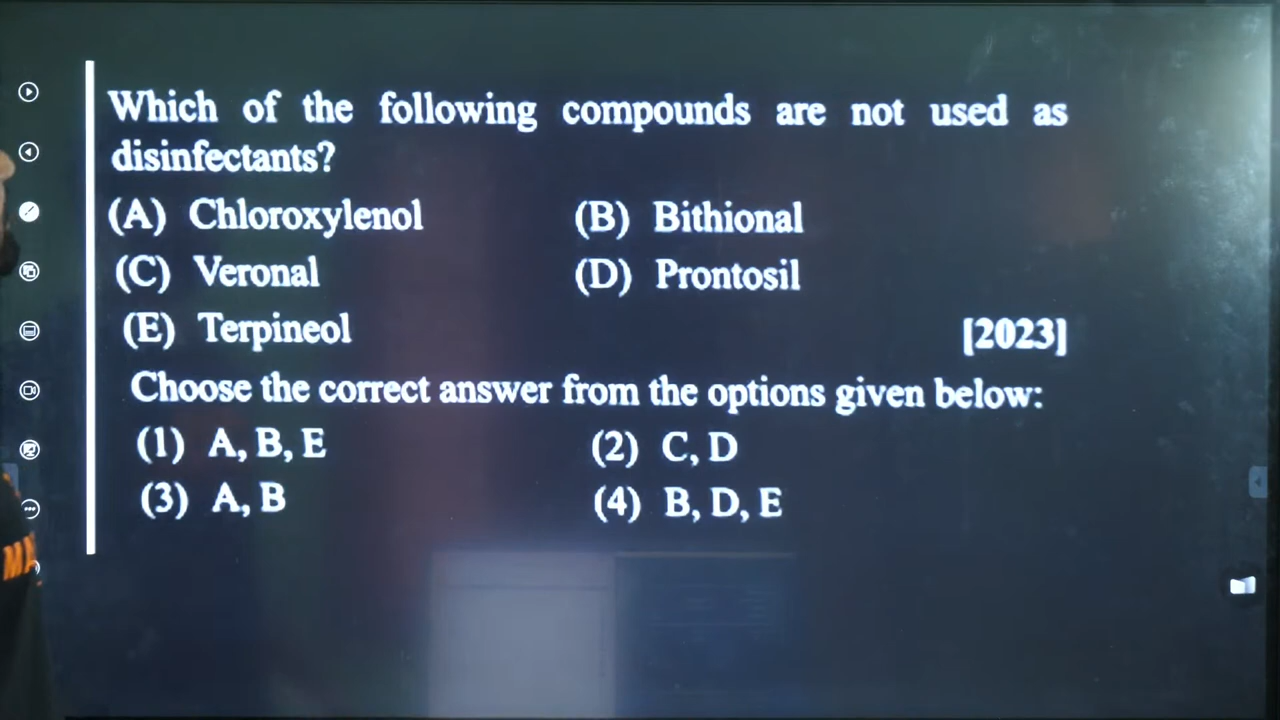 Which of the following compounds are not used as
disinfectants?
(A) Chloroxylenol (B) Bithional
(C) Veronal (D) Prontosil
(E) Terpineol [2023]
Choose the correct answer from the options given below:
(1) A, B, E (2) C, D
(3) A, B (4) B, D, E